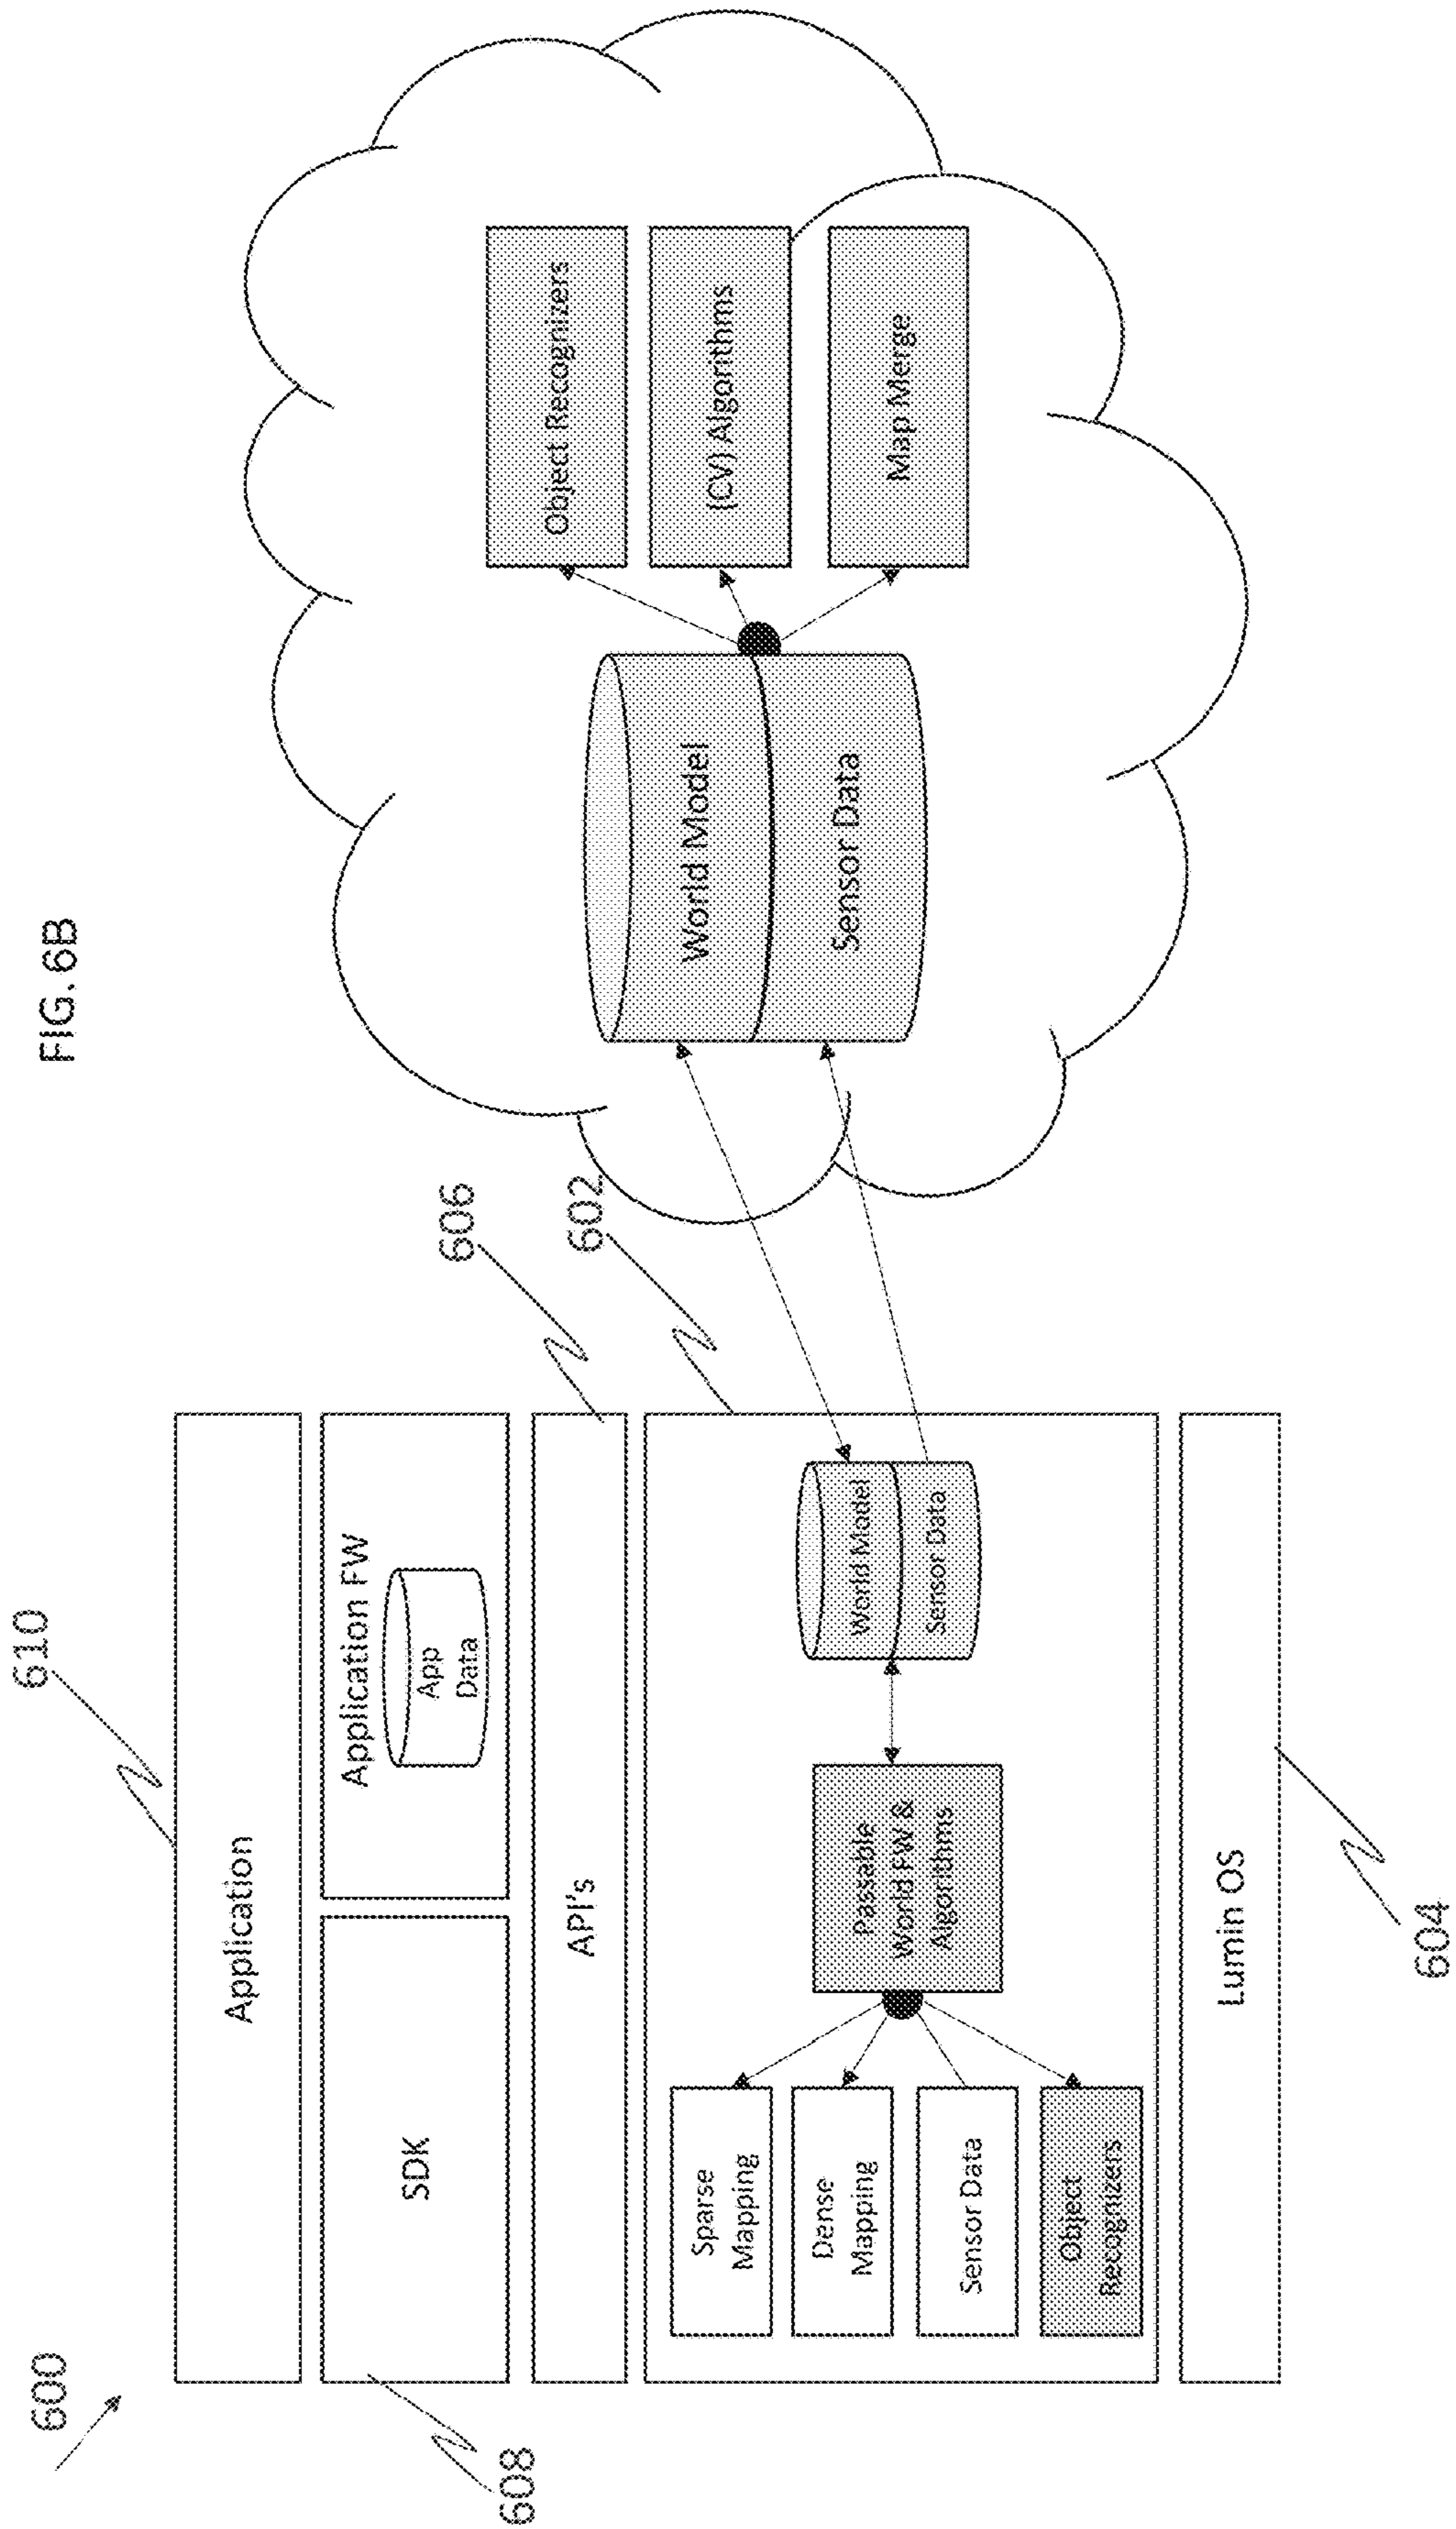 FIG. 6B
600
610
Application
608
SDK
Application FW
App
Data
606
API's
602
Sparse
Mapping
Dense
Mapping
Sensor Data
Object
Recognizers
Passable
World FW &
Algorithms
World Model
Sensor Data
Lumin OS
604
World Model
Sensor Data
Object Recognizers
(CV) Algorithms
Map Merge